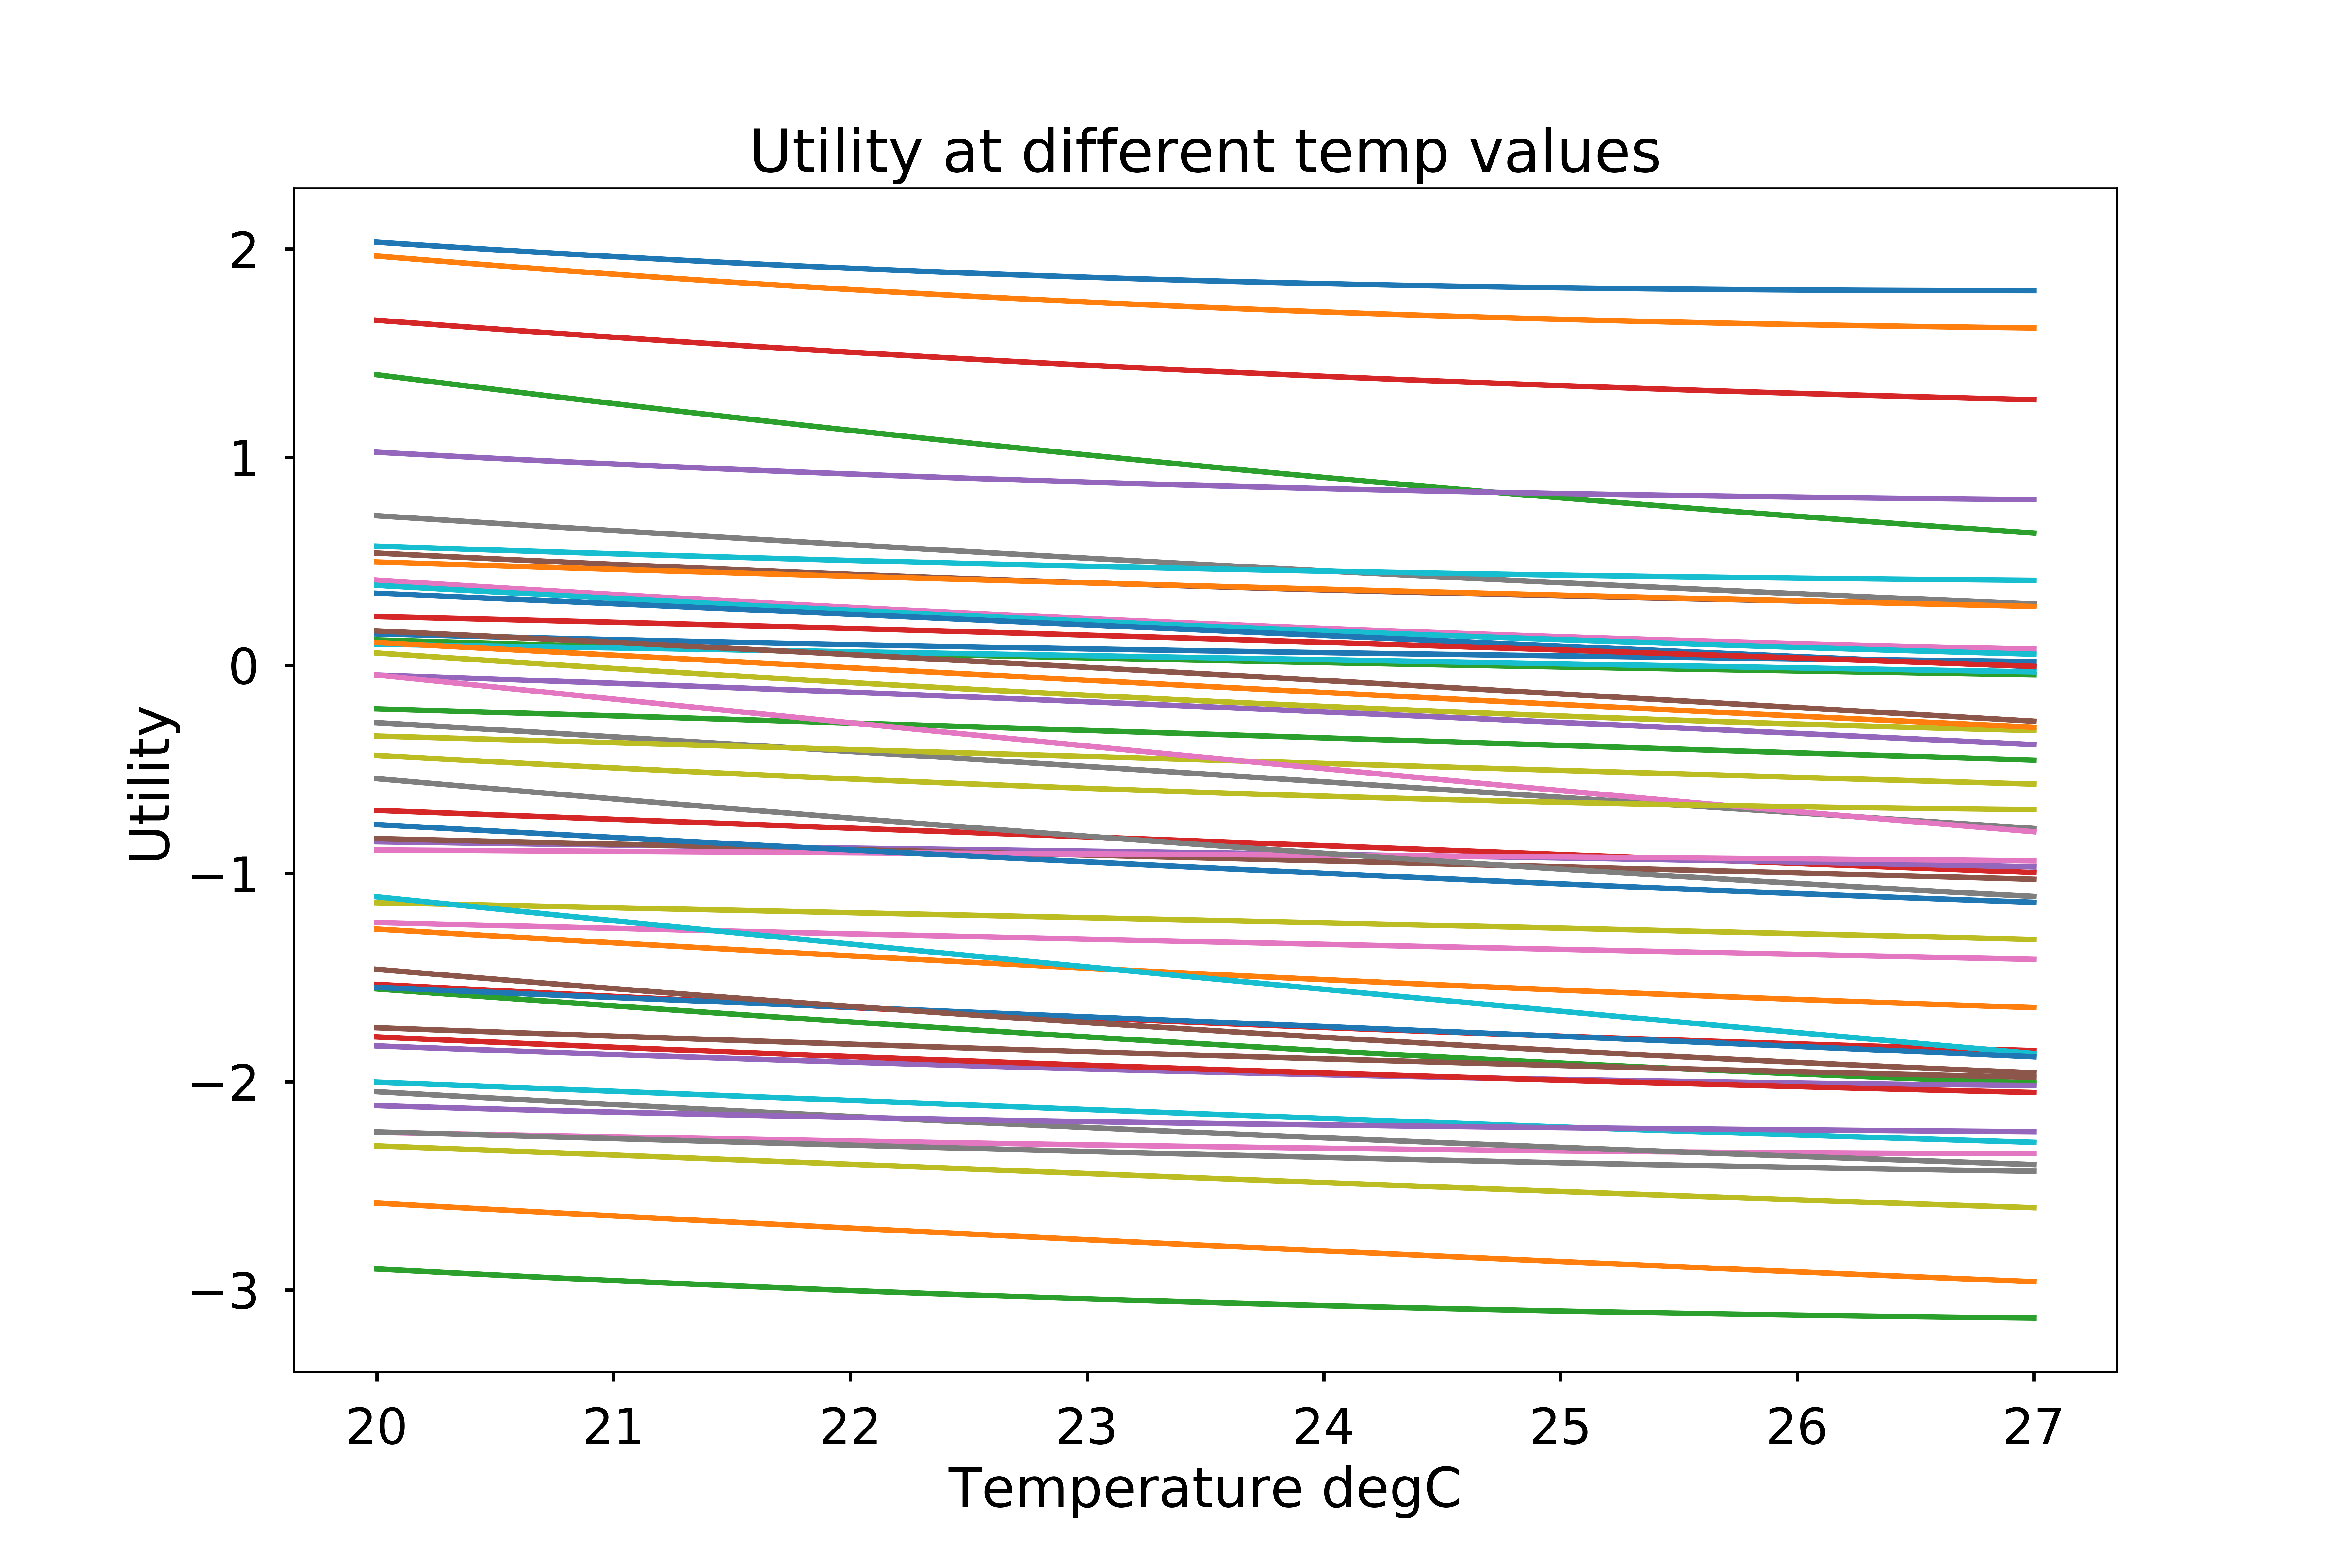 Utility at different temp values
Utility
2
1
0
−1
−2
−3
20 21 22 23 24 25 26 27
Temperature degC